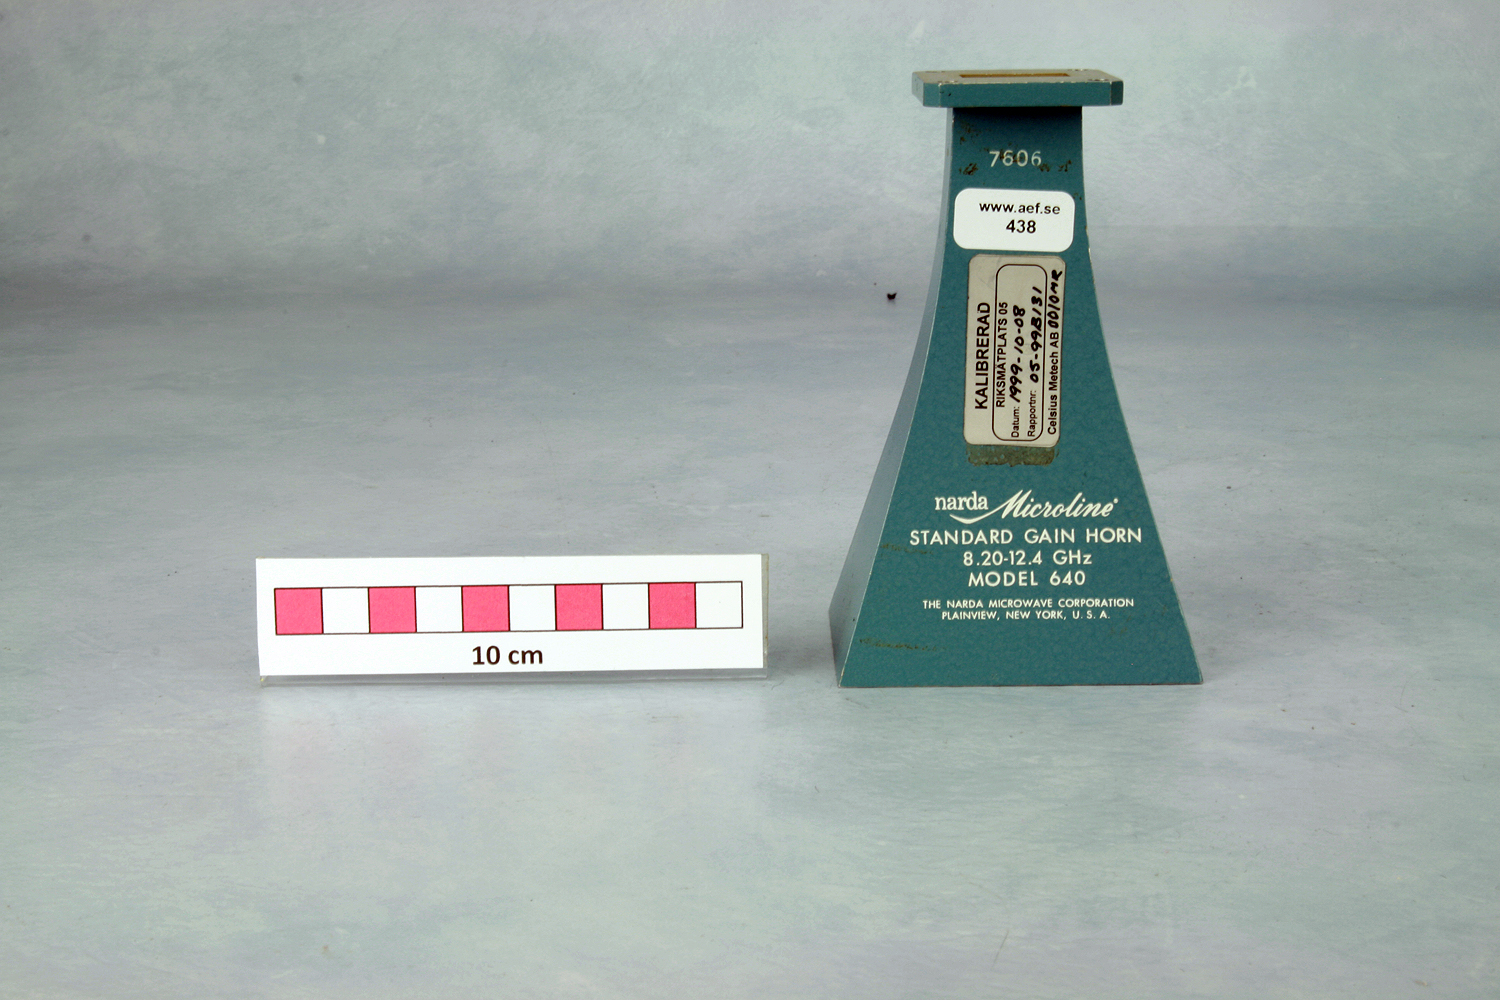 7606
www.aef.se
438
KALIBRERAD
RIKSMÄTPLATS 05
Datum: 1999-10-08
Rapportnr: 05-99B131
Celsius Metech AB 0010MR
narda Microline
STANDARD GAIN HORN
8.20-12.4 GHz
MODEL 640
THE NARDA MICROWAVE CORPORATION
PLAINVIEW, NEW YORK, U. S. A.
10 cm